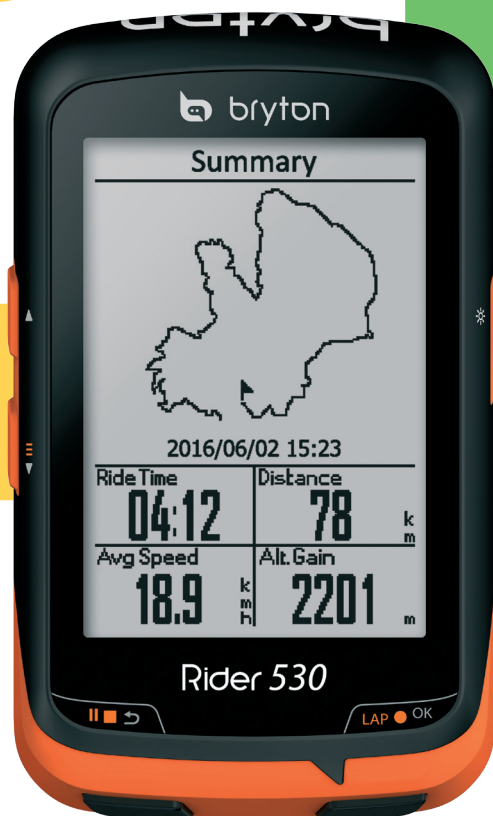 bryton
bryton
Summary
2016/06/02 15:23
Ride Time
Distance
04:12
78 km
Avg Speed
Alt.Gain
18.9 kmh
2201 m
Rider 530
LAP OK